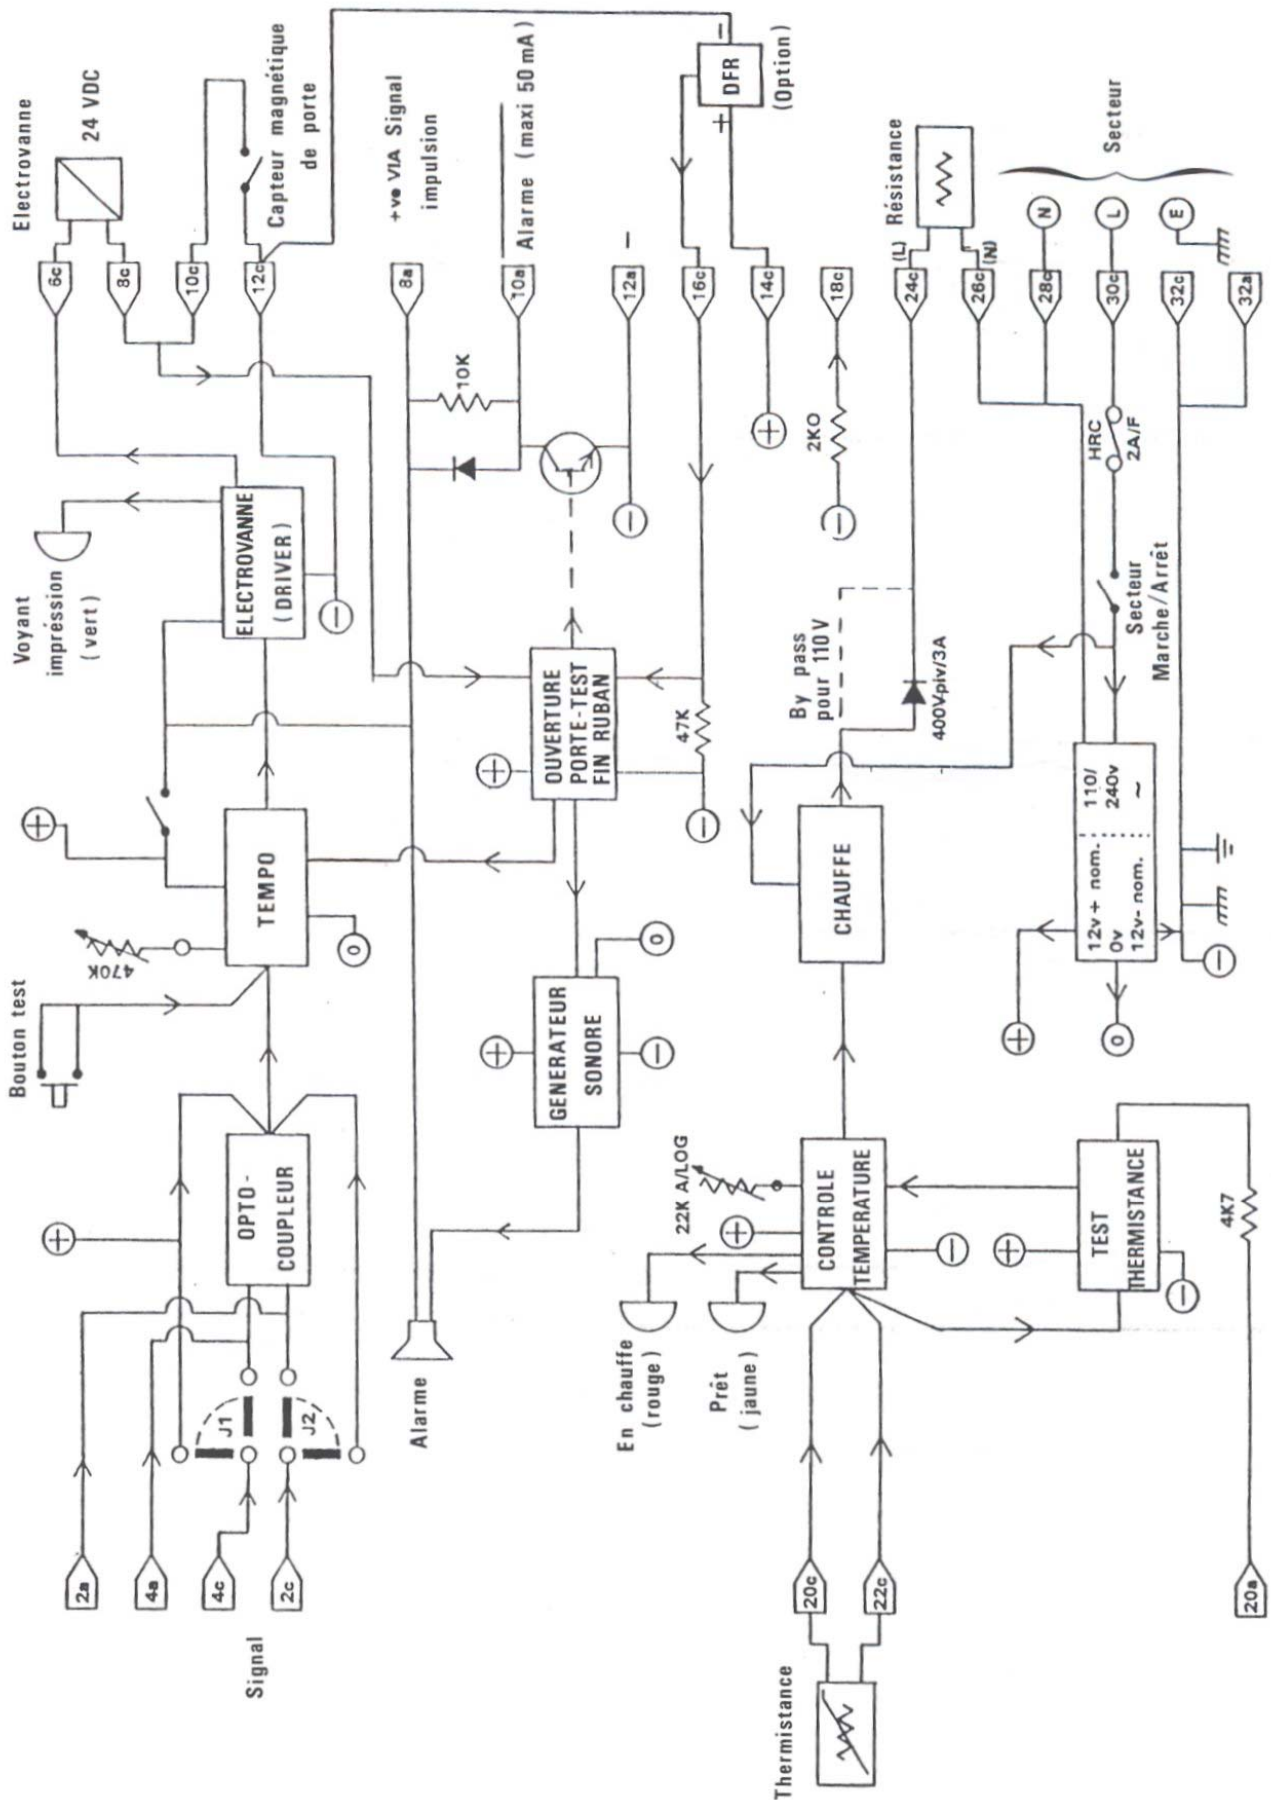 Electrovanne
24 VDC
6c
8c
10c
12c
Capteur magnétique
de porte
+ve VIA Signal
impulsion
8a
10a
Alarme (maxi 50 mA)
12a
–
16c
14c
DFR
+
–
(Option)
18c
Résistance
(L)
24c
26c
(N)
28c
N
30c
L
32c
E
32a
Secteur
Voyant
impréssion
(vert)
ELECTROVANNE
(DRIVER)
–
10K
–
+
2KO
–
HRC
2A/F
Secteur
Marche/Arrêt
By pass
pour 110 V
400Vpiv/3A
+
TEMPO
470K
O
Bouton test
OUVERTURE
PORTE-TEST
FIN RUBAN
+
47K
–
GENERATEUR
SONORE
+
–
O
CHAUFFE
110/
240v
~
12v+ nom.
0v
12v- nom.
+
O
–
+
OPTO-
COUPLEUR
J1
J2
Alarme
22K A/LOG
+
CONTROLE
TEMPERATURE
–
En chauffe
(rouge)
Prêt
(jaune)
+
TEST
THERMISTANCE
–
4K7
2a
4a
4c
2c
Signal
20c
22c
Thermistance
20a